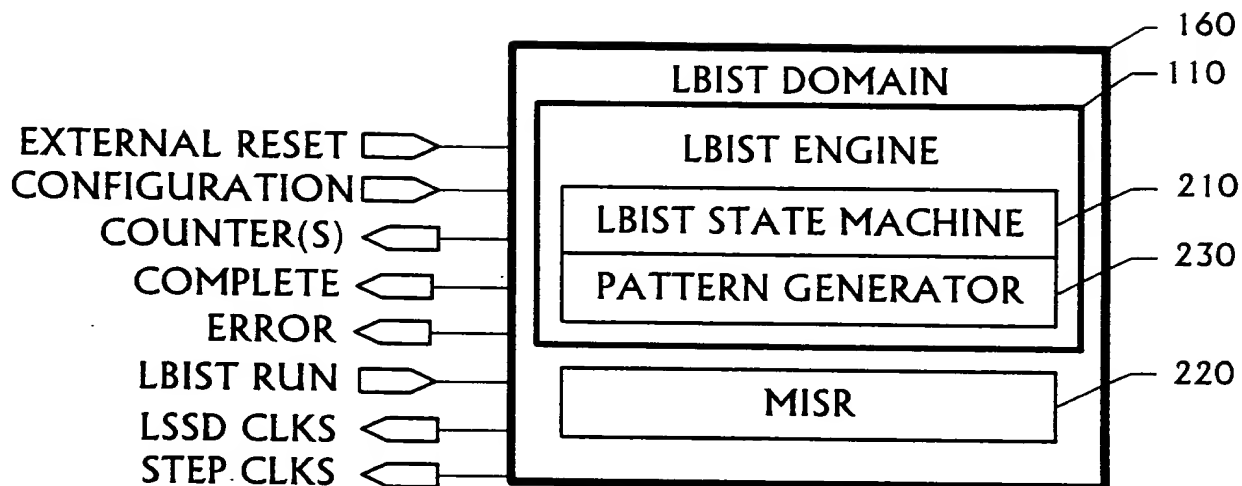 160
LBIST DOMAIN
110
EXTERNAL RESET
LBIST ENGINE
CONFIGURATION
210
LBIST STATE MACHINE
COUNTER(S)
230
COMPLETE
PATTERN GENERATOR
ERROR
LBIST RUN
220
MISR
LSSD CLKS
STEP CLKS